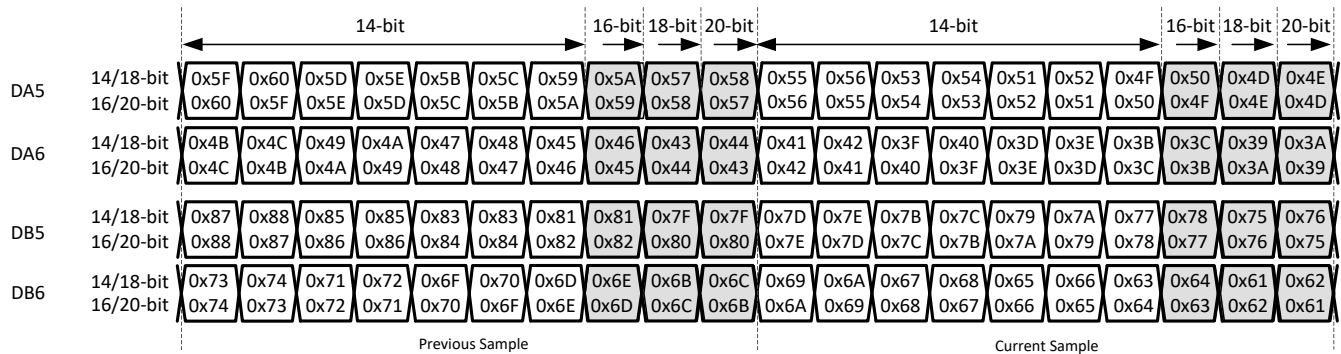 14-bit 16-bit 18-bit 20-bit 14-bit 16-bit 18-bit 20-bit
DA5
14/18-bit 0x5F 0x60 0x5D 0x5E 0x5B 0x5C 0x59 0x5A 0x57 0x58 0x55 0x56 0x53 0x54 0x51 0x52 0x4F 0x50 0x4D 0x4E
16/20-bit 0x60 0x5F 0x5E 0x5D 0x5C 0x5B 0x5A 0x59 0x58 0x57 0x56 0x55 0x54 0x53 0x52 0x51 0x50 0x4F 0x4E 0x4D
DA6
14/18-bit 0x4B 0x4C 0x49 0x4A 0x47 0x48 0x45 0x46 0x43 0x44 0x41 0x42 0x3F 0x40 0x3D 0x3E 0x3B 0x3C 0x39 0x3A
16/20-bit 0x4C 0x4B 0x4A 0x49 0x48 0x47 0x46 0x45 0x44 0x43 0x42 0x41 0x40 0x3F 0x3E 0x3D 0x3C 0x3B 0x3A 0x39
DB5
14/18-bit 0x87 0x88 0x85 0x85 0x83 0x83 0x81 0x81 0x7F 0x7F 0x7D 0x7E 0x7B 0x7C 0x79 0x7A 0x77 0x78 0x75 0x76
16/20-bit 0x88 0x87 0x86 0x86 0x84 0x84 0x82 0x82 0x80 0x80 0x7E 0x7D 0x7C 0x7B 0x7A 0x79 0x78 0x77 0x76 0x75
DB6
14/18-bit 0x73 0x74 0x71 0x72 0x6F 0x70 0x6D 0x6E 0x6B 0x6C 0x69 0x6A 0x67 0x68 0x65 0x66 0x63 0x64 0x61 0x62
16/20-bit 0x74 0x73 0x72 0x71 0x70 0x6F 0x6E 0x6D 0x6C 0x6B 0x6A 0x69 0x68 0x67 0x66 0x65 0x64 0x63 0x62 0x61
Previous Sample Current Sample